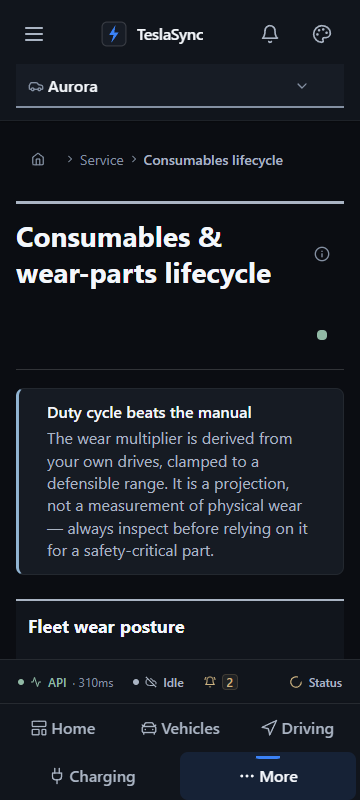 TeslaSync
Aurora
Service
Consumables lifecycle
Consumables &
wear-parts lifecycle
Duty cycle beats the manual
The wear multiplier is derived from
your own drives, clamped to a
defensible range. It is a projection,
not a measurement of physical wear
— always inspect before relying on it
for a safety-critical part.
Fleet wear posture
API · 310ms
Idle
2
Status
Home
Vehicles
Driving
Charging
More